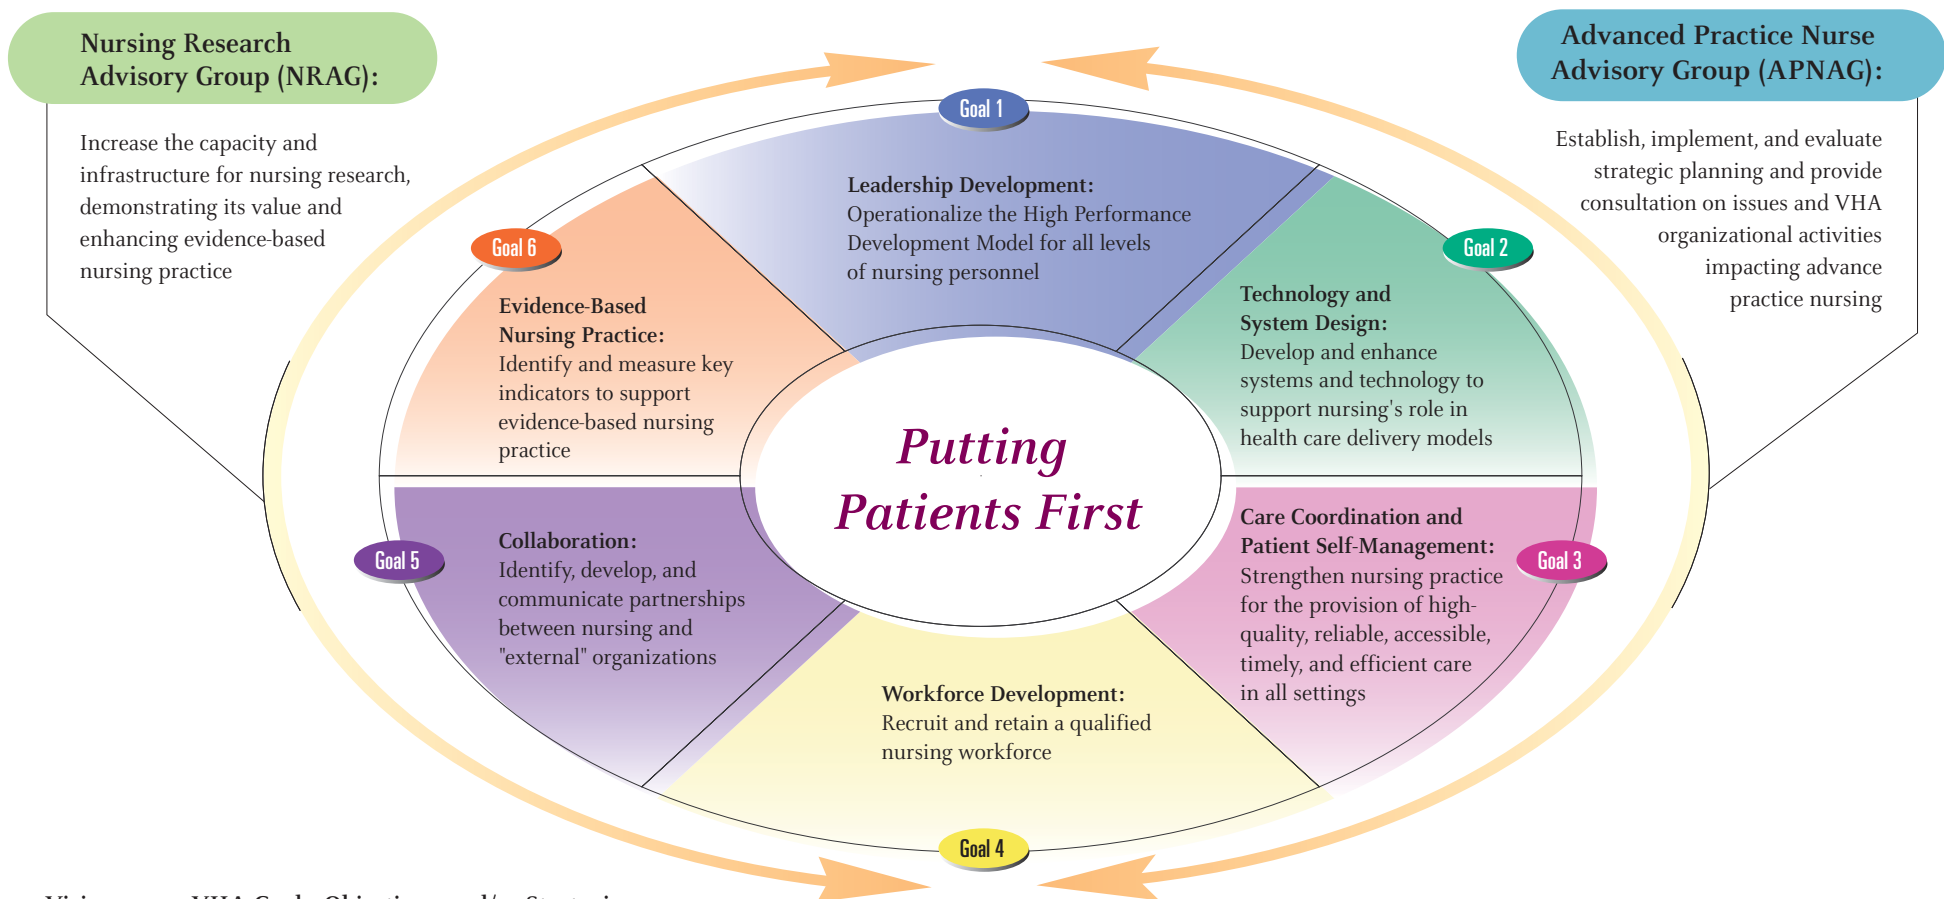 Nursing Research
Advisory Group (NRAG):
Increase the capacity and
infrastructure for nursing research,
demonstrating its value and
enhancing evidence-based
nursing practice
Advanced Practice Nurse
Advisory Group (APNAG):
Establish, implement, and evaluate
strategic planning and provide
consultation on issues and VHA
organizational activities
impacting advance
practice nursing
Goal 1
Leadership Development:
Operationalize the High Performance
Development Model for all levels
of nursing personnel
Goal 2
Technology and
System Design:
Develop and enhance
systems and technology to
support nursing's role in
health care delivery models
Goal 3
Care Coordination and
Patient Self-Management:
Strengthen nursing practice
for the provision of high-
quality, reliable, accessible,
timely, and efficient care
in all settings
Goal 4
Workforce Development:
Recruit and retain a qualified
nursing workforce
Goal 5
Collaboration:
Identify, develop, and
communicate partnerships
between nursing and
"external" organizations
Goal 6
Evidence-Based
Nursing Practice:
Identify and measure key
indicators to support
evidence-based nursing
practice
Putting
Patients First